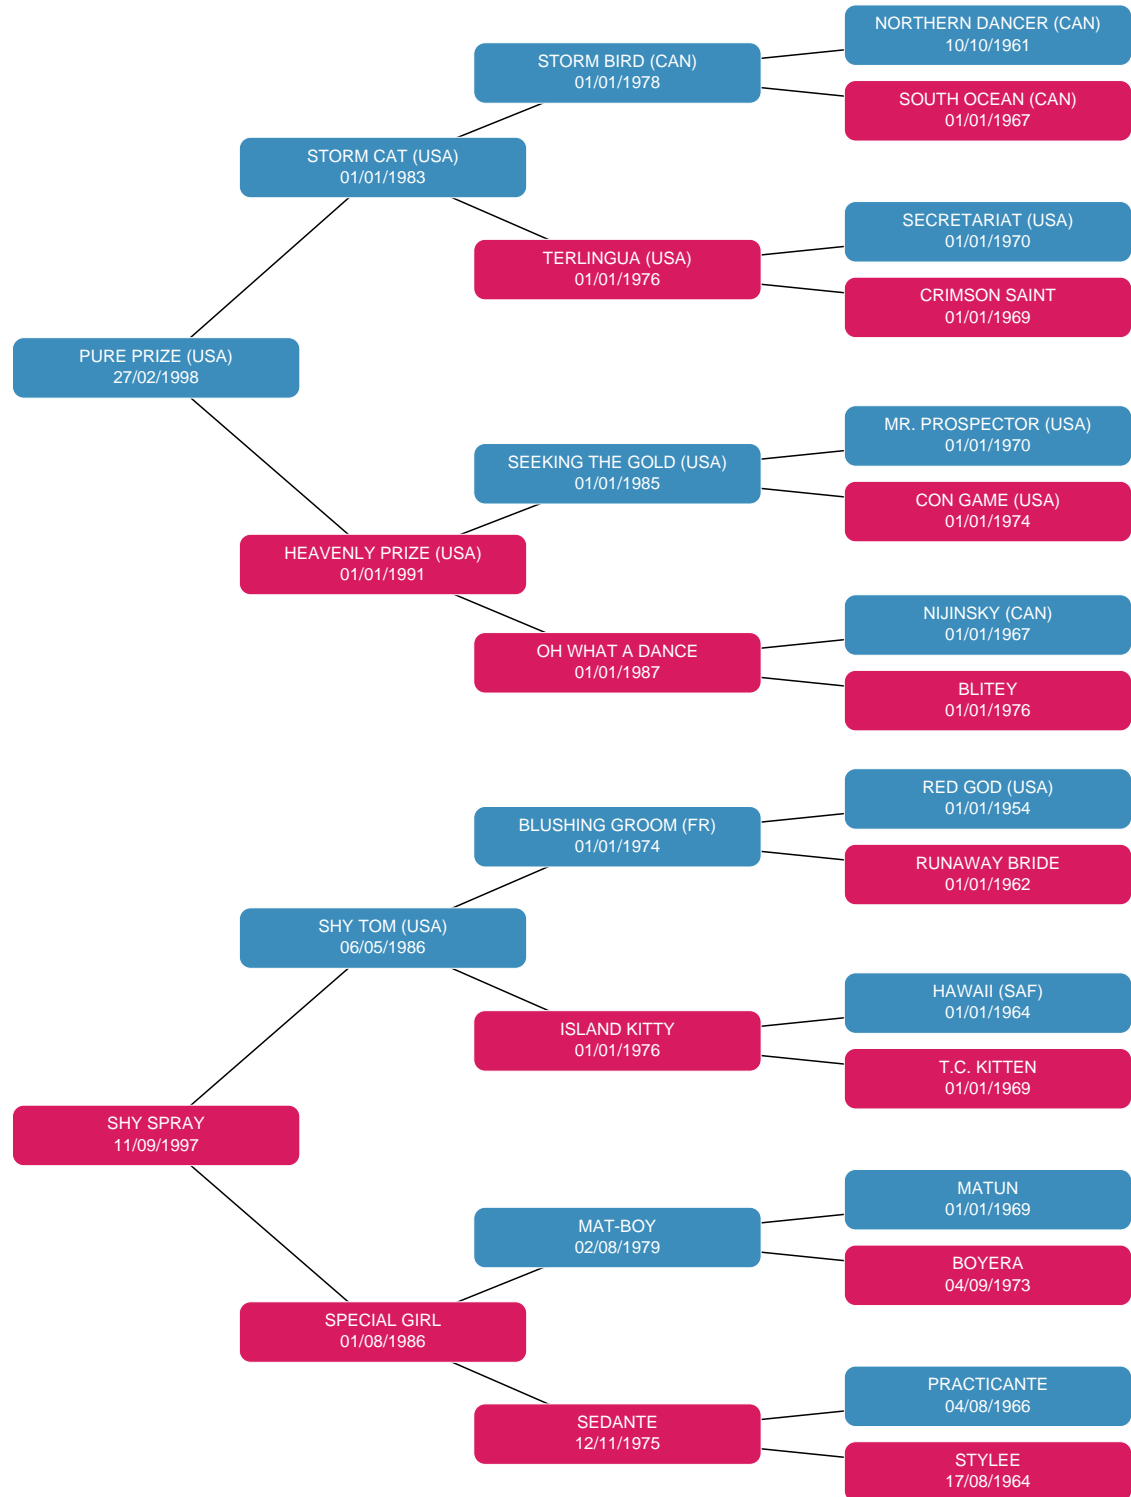 NORTHERN DANCER (CAN)
10/10/1961
STORM BIRD (CAN)
01/01/1978
SOUTH OCEAN (CAN)
01/01/1967
STORM CAT (USA)
01/01/1983
SECRETARIAT (USA)
01/01/1970
TERLINGUA (USA)
01/01/1976
CRIMSON SAINT
01/01/1969
PURE PRIZE (USA)
27/02/1998
MR. PROSPECTOR (USA)
01/01/1970
SEEKING THE GOLD (USA)
01/01/1985
CON GAME (USA)
01/01/1974
HEAVENLY PRIZE (USA)
01/01/1991
NIJINSKY (CAN)
01/01/1967
OH WHAT A DANCE
01/01/1987
BLITEY
01/01/1976
RED GOD (USA)
01/01/1954
BLUSHING GROOM (FR)
01/01/1974
RUNAWAY BRIDE
01/01/1962
SHY TOM (USA)
06/05/1986
HAWAII (SAF)
01/01/1964
ISLAND KITTY
01/01/1976
T.C. KITTEN
01/01/1969
SHY SPRAY
11/09/1997
MATUN
01/01/1969
MAT-BOY
02/08/1979
BOYERA
04/09/1973
SPECIAL GIRL
01/08/1986
PRACTICANTE
04/08/1966
SEDANTE
12/11/1975
STYLEE
17/08/1964